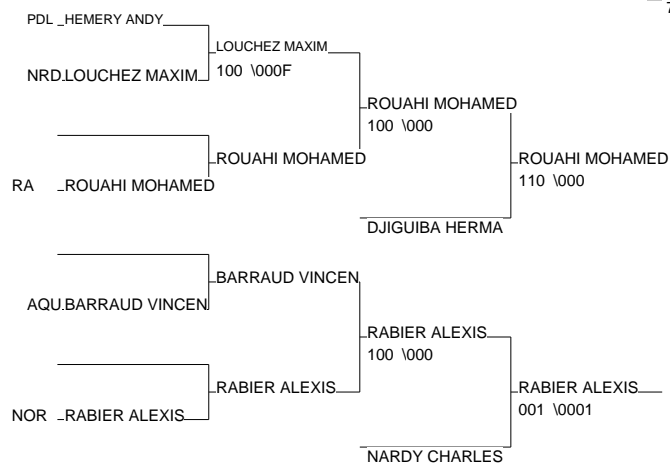 PDL HEMERY ANDY
LOUCHEZ MAXIM
NRD LOUCHEZ MAXIM
100 \000F
ROUAHI MOHAMED
100 \000
ROUAHI MOHAMED
ROUAHI MOHAMED
RA ROUAHI MOHAMED
110 \000
DJIGUIBA HERMA
BARRAUD VINCEN
AQU BARRAUD VINCEN
RABIER ALEXIS
100 \000
RABIER ALEXIS
RABIER ALEXIS
NOR RABIER ALEXIS
001 \0001
NARDY CHARLES